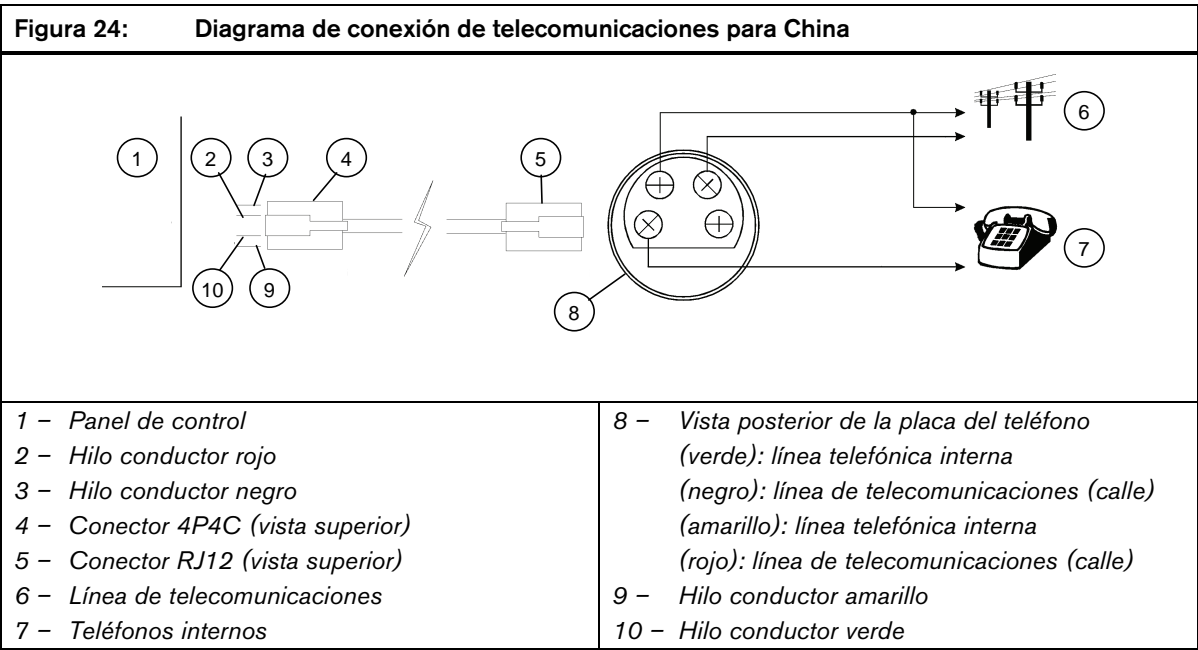 Figura 24: Diagrama de conexión de telecomunicaciones para China
1
2
3
4
5
6
7
8
9
10
1 – Panel de control
2 – Hilo conductor rojo
3 – Hilo conductor negro
4 – Conector 4P4C (vista superior)
5 – Conector RJ12 (vista superior)
6 – Línea de telecomunicaciones
7 – Teléfonos internos
8 – Vista posterior de la placa del teléfono
(verde): línea telefónica interna
(negro): línea de telecomunicaciones (calle)
(amarillo): línea telefónica interna
(rojo): línea de telecomunicaciones (calle)
9 – Hilo conductor amarillo
10 – Hilo conductor verde